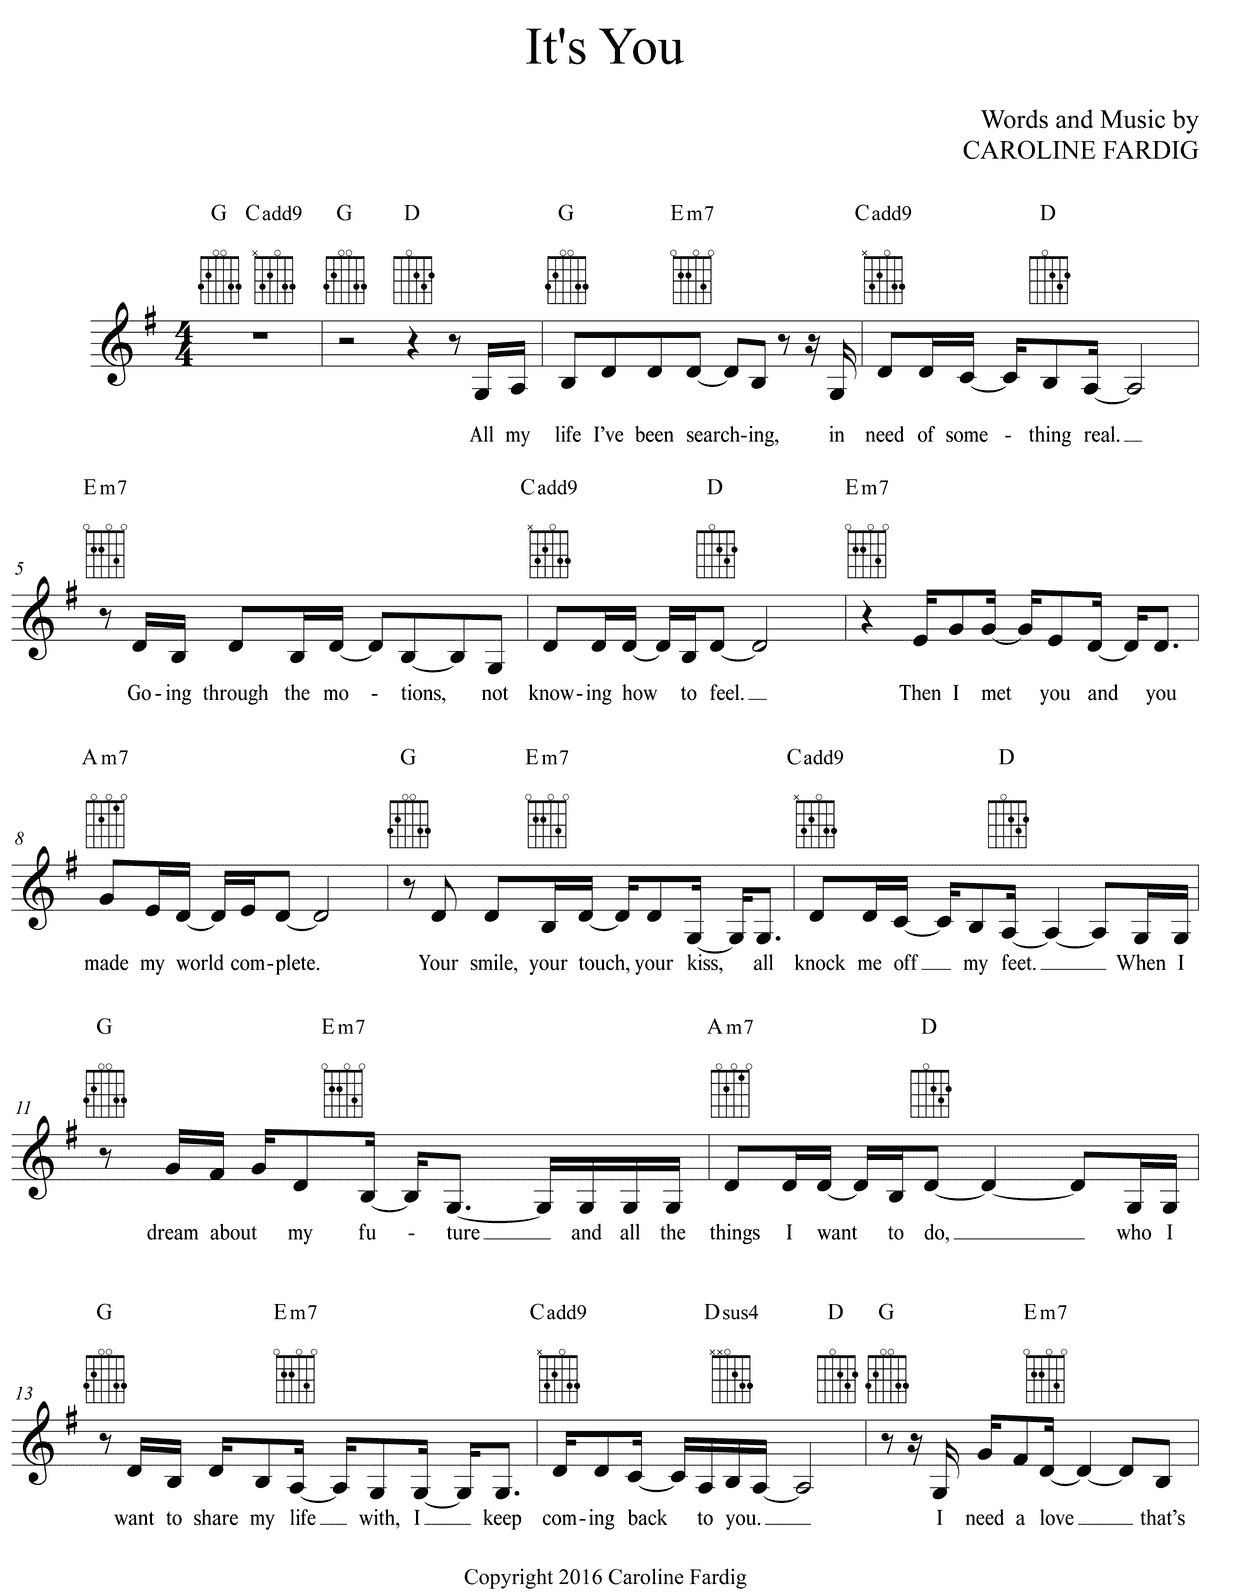 It's You
Words and Music by
CAROLINE FARDIG
G Cadd9 G D G Em7 Cadd9 D
4
4
All my life I've been search-ing, in need of some - thing real.
Em7 Cadd9 D Em7
5
Go-ing through the mo - tions, not know-ing how to feel. Then I met you and you
Am7 G Em7 Cadd9 D
8
made my world com-plete. Your smile, your touch, your kiss, all knock me off my feet. When I
G Em7 Am7 D
11
dream about my fu - ture and all the things I want to do, who I
G Em7 Cadd9 Dsus4 D G Em7
13
want to share my life with, I keep com-ing back to you. I need a love that's
Copyright 2016 Caroline Fardig